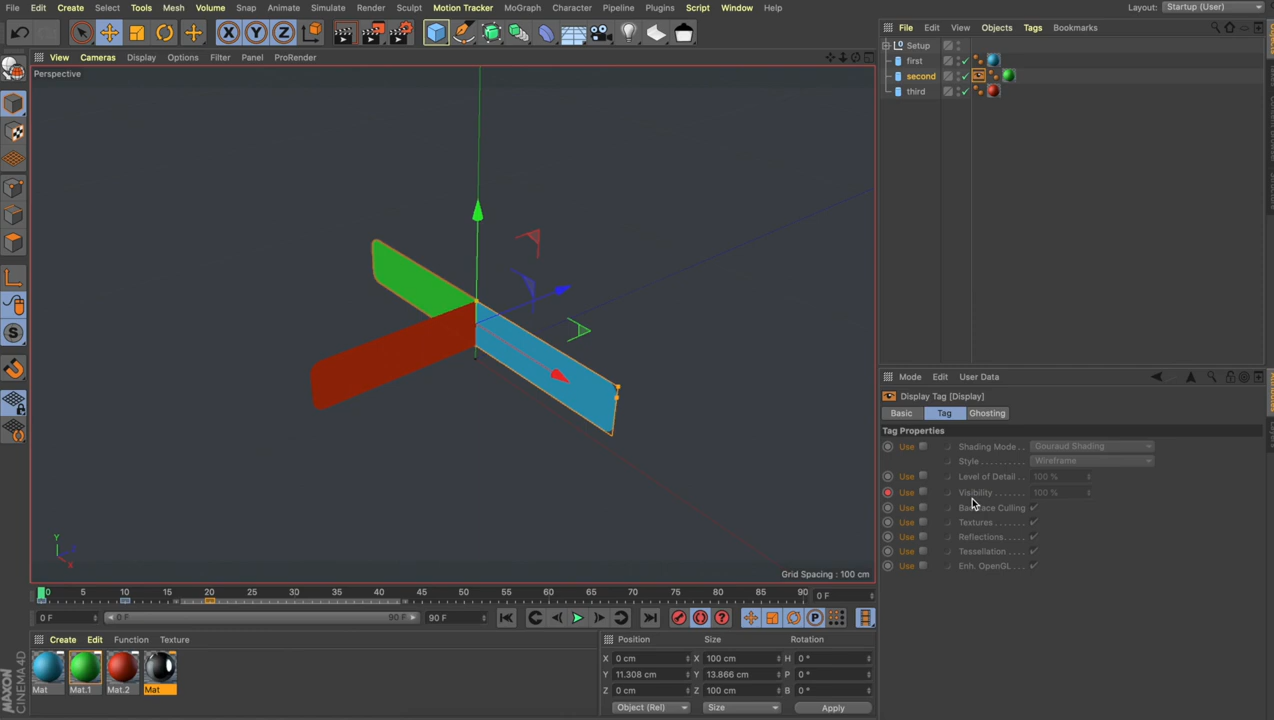 File Edit Create Select Tools Mesh Volume Snap Animate Simulate Render Sculpt Motion Tracker MoGraph Character Pipeline Plugins Script Window Help
Layout: Startup (User)
File Edit View Objects Tags Bookmarks
Setup
first
second
third
View Cameras Display Options Filter Panel ProRender
Perspective
Grid Spacing : 100 cm
Y
X
Mode Edit User Data
Display Tag [Display]
Basic Tag Ghosting
Tag Properties
Use Shading Mode . . Gouraud Shading
Style . . . . . . . . . . Wireframe
Use Level of Detail . . 100 %
Use Visibility . . . . . . . 100 %
Use Backface Culling
Use Textures . . . . . . .
Use Reflections. . . . .
Use Tessellation . . . .
Use Enh. OpenGL . . .
0 5 10 15 20 25 30 35 40 45 50 55 60 65 70 75 80 85 90 0 F
0 F 0 F 90 F 90 F
Create Edit Function Texture
Mat Mat.1 Mat.2 Mat
Position Size Rotation
X 0 cm X 100 cm H 0 °
Y 11.308 cm Y 13.866 cm P 0 °
Z 0 cm Z 100 cm B 0 °
Object (Rel) Size Apply
MAXON
CINEMA 4D